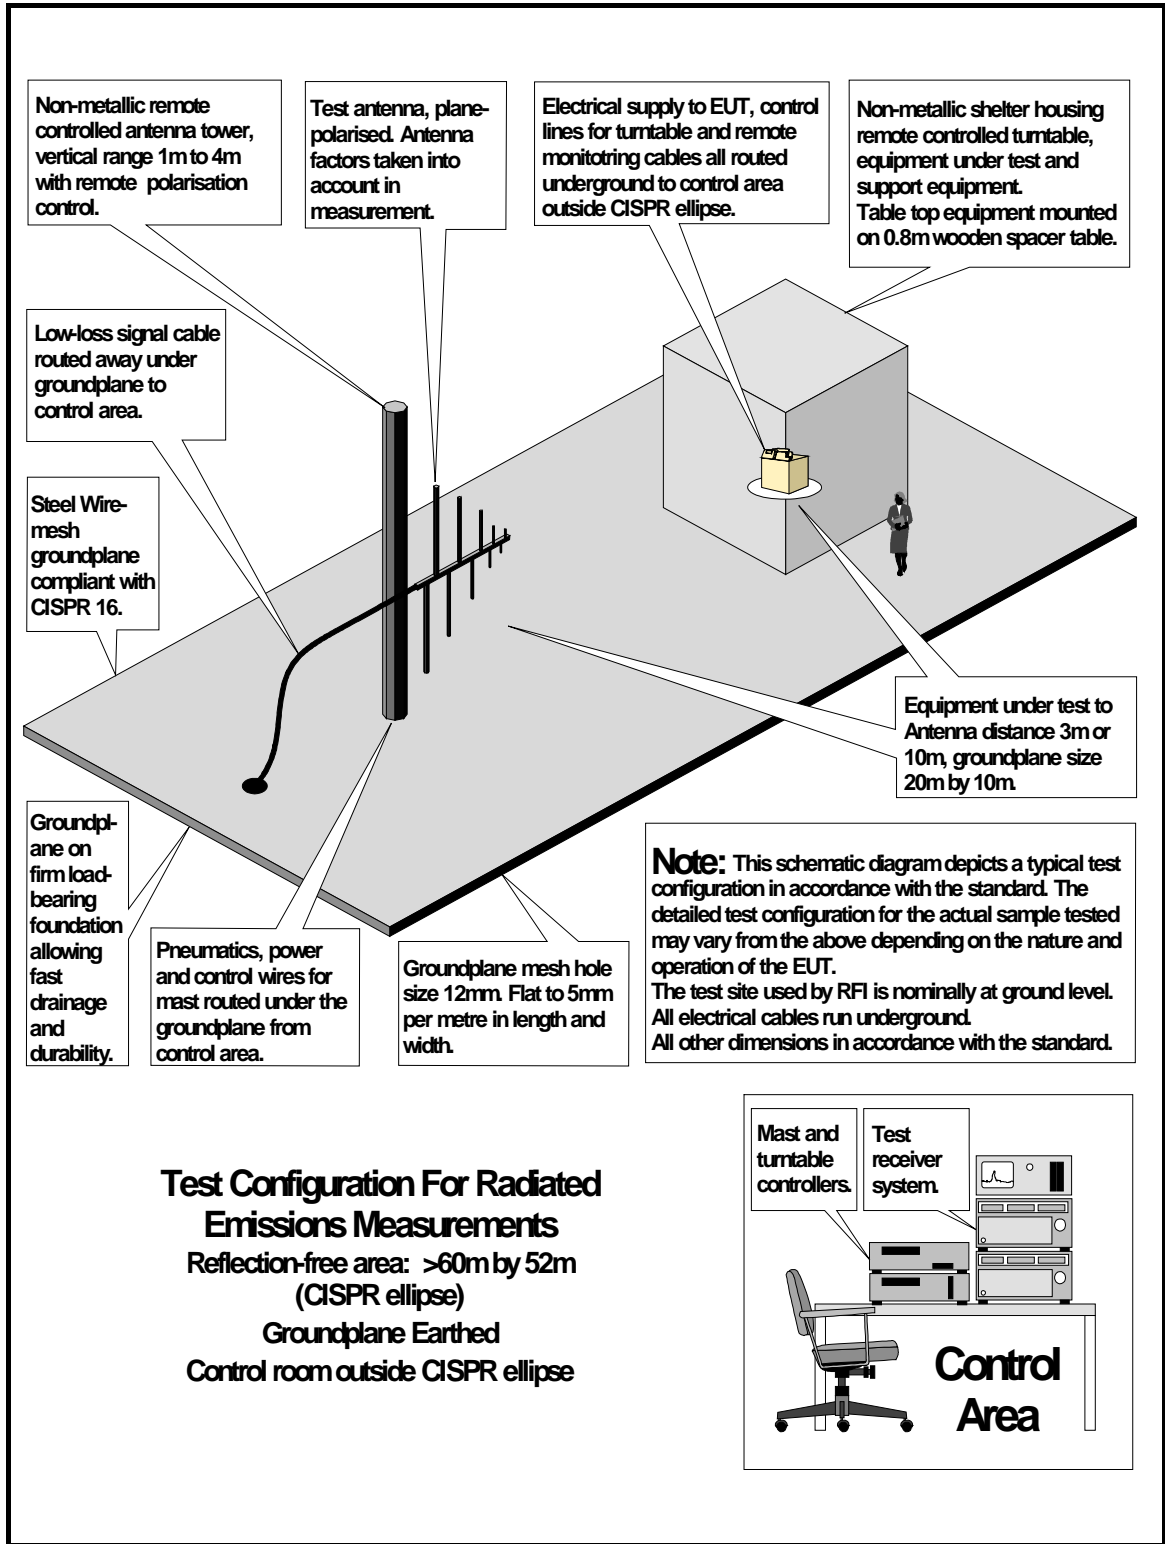 Non-metallic remote
controlled antenna tower,
vertical range 1m to 4m
with remote polarisation
control.
Test antenna, plane-
polarised. Antenna
factors taken into
account in
measurement.
Electrical supply to EUT, control
lines for turntable and remote
monitotring cables all routed
underground to control area
outside CISPR ellipse.
Non-metallic shelter housing
remote controlled turntable,
equipment under test and
support equipment.
Table top equipment mounted
on 0.8m wooden spacer table.
Low-loss signal cable
routed away under
groundplane to
control area.
Steel Wire-
mesh
groundplane
compliant with
CISPR 16.
Equipment under test to
Antenna distance 3m or
10m, groundplane size
20m by 10m.
Groundpl-
ane on
firm load-
bearing
foundation
allowing
fast
drainage
and
durability.
Pneumatics, power
and control wires for
mast routed under the
groundplane from
control area.
Groundplane mesh hole
size 12mm. Flat to 5mm
per metre in length and
width.
Note: This schematic diagram depicts a typical test
configuration in accordance with the standard. The
detailed test configuration for the actual sample tested
may vary from the above depending on the nature and
operation of the EUT.
The test site used by RFI is nominally at ground level.
All electrical cables run underground.
All other dimensions in accordance with the standard.
Test Configuration For Radiated
Emissions Measurements
Reflection-free area: >60m by 52m
(CISPR ellipse)
Groundplane Earthed
Control room outside CISPR ellipse
Mast and
turntable
controllers.
Test
receiver
system.
Control
Area